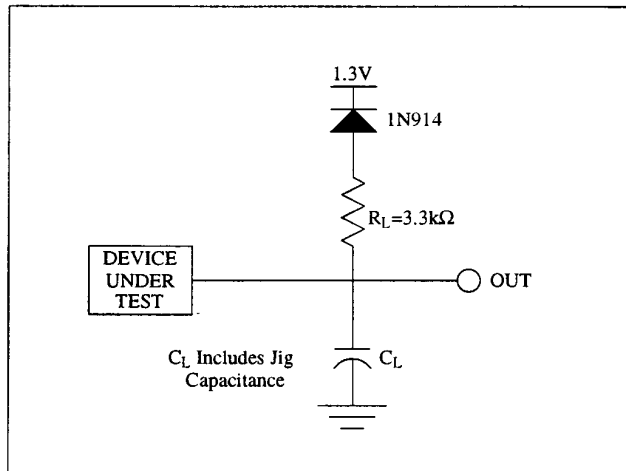 1.3V
1N914
R_L=3.3kΩ
DEVICE
UNDER
TEST
OUT
C_L Includes Jig
Capacitance
C_L